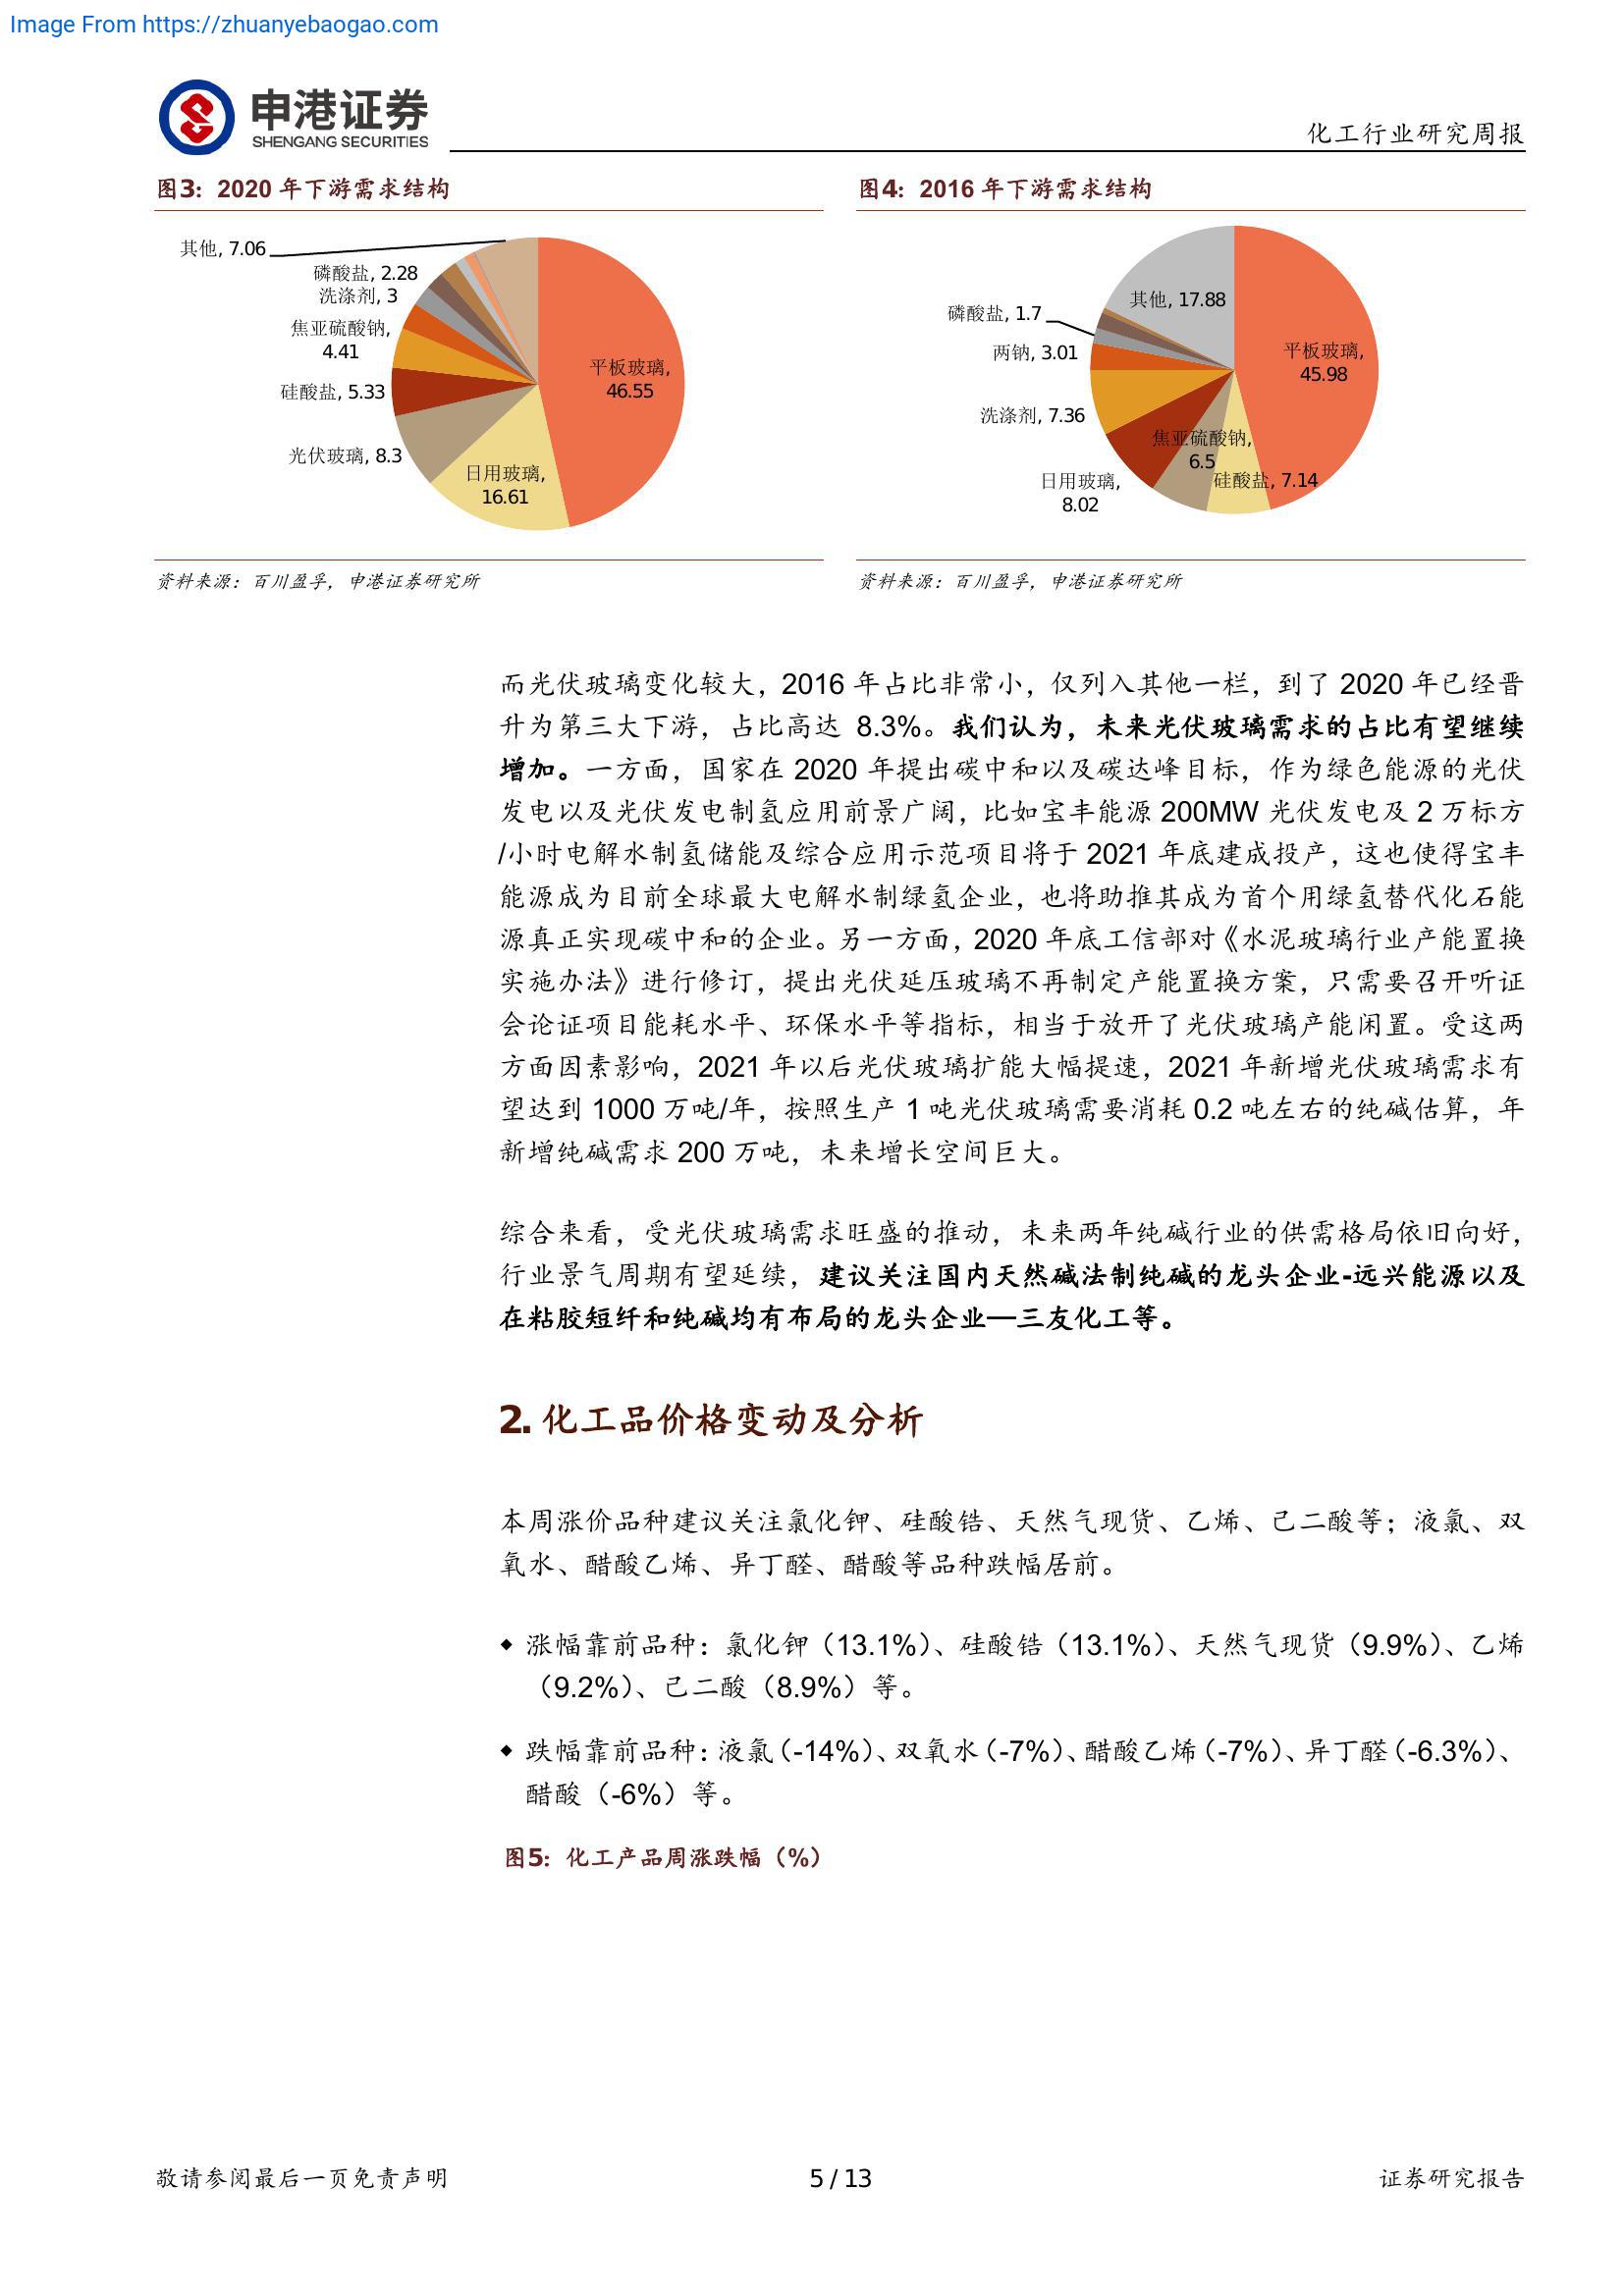 Image From https://zhuanyebaogao.com
申港证券
SHENGANG SECURITIES
化工行业研究周报
图3：2020 年下游需求结构
其他, 7.06
磷酸盐, 2.28
洗涤剂, 3
焦亚硫酸钠,
4.41
硅酸盐, 5.33
光伏玻璃, 8.3
日用玻璃,
16.61
平板玻璃,
46.55
资料来源：百川盈孚，申港证券研究所
图4：2016 年下游需求结构
其他, 17.88
磷酸盐, 1.7
两钠, 3.01
洗涤剂, 7.36
日用玻璃,
8.02
焦亚硫酸钠,
6.5
硅酸盐, 7.14
平板玻璃,
45.98
资料来源：百川盈孚，申港证券研究所
而光伏玻璃变化较大，2016 年占比非常小，仅列入其他一栏，到了 2020 年已经晋
升为第三大下游，占比高达 8.3%。我们认为，未来光伏玻璃需求的占比有望继续
增加。一方面，国家在 2020 年提出碳中和以及碳达峰目标，作为绿色能源的光伏
发电以及光伏发电制氢应用前景广阔，比如宝丰能源 200MW 光伏发电及 2 万标方
/小时电解水制氢储能及综合应用示范项目将于 2021 年底建成投产，这也使得宝丰
能源成为目前全球最大电解水制绿氢企业，也将助推其成为首个用绿氢替代化石能
源真正实现碳中和的企业。另一方面，2020 年底工信部对《水泥玻璃行业产能置换
实施办法》进行修订，提出光伏延压玻璃不再制定产能置换方案，只需要召开听证
会论证项目能耗水平、环保水平等指标，相当于放开了光伏玻璃产能闲置。受这两
方面因素影响，2021 年以后光伏玻璃扩能大幅提速，2021 年新增光伏玻璃需求有
望达到 1000 万吨/年，按照生产 1 吨光伏玻璃需要消耗 0.2 吨左右的纯碱估算，年
新增纯碱需求 200 万吨，未来增长空间巨大。
综合来看，受光伏玻璃需求旺盛的推动，未来两年纯碱行业的供需格局依旧向好，
行业景气周期有望延续，建议关注国内天然碱法制纯碱的龙头企业-远兴能源以及
在粘胶短纤和纯碱均有布局的龙头企业—三友化工等。
2. 化工品价格变动及分析
本周涨价品种建议关注氯化钾、硅酸锆、天然气现货、乙烯、己二酸等；液氯、双
氧水、醋酸乙烯、异丁醛、醋酸等品种跌幅居前。
◆ 涨幅靠前品种：氯化钾（13.1%）、硅酸锆（13.1%）、天然气现货（9.9%）、乙烯
（9.2%）、己二酸（8.9%）等。
◆ 跌幅靠前品种：液氯（-14%）、双氧水（-7%）、醋酸乙烯（-7%）、异丁醛（-6.3%）、
醋酸（-6%）等。
图5：化工产品周涨跌幅（%）
敬请参阅最后一页免责声明
5 / 13
证券研究报告